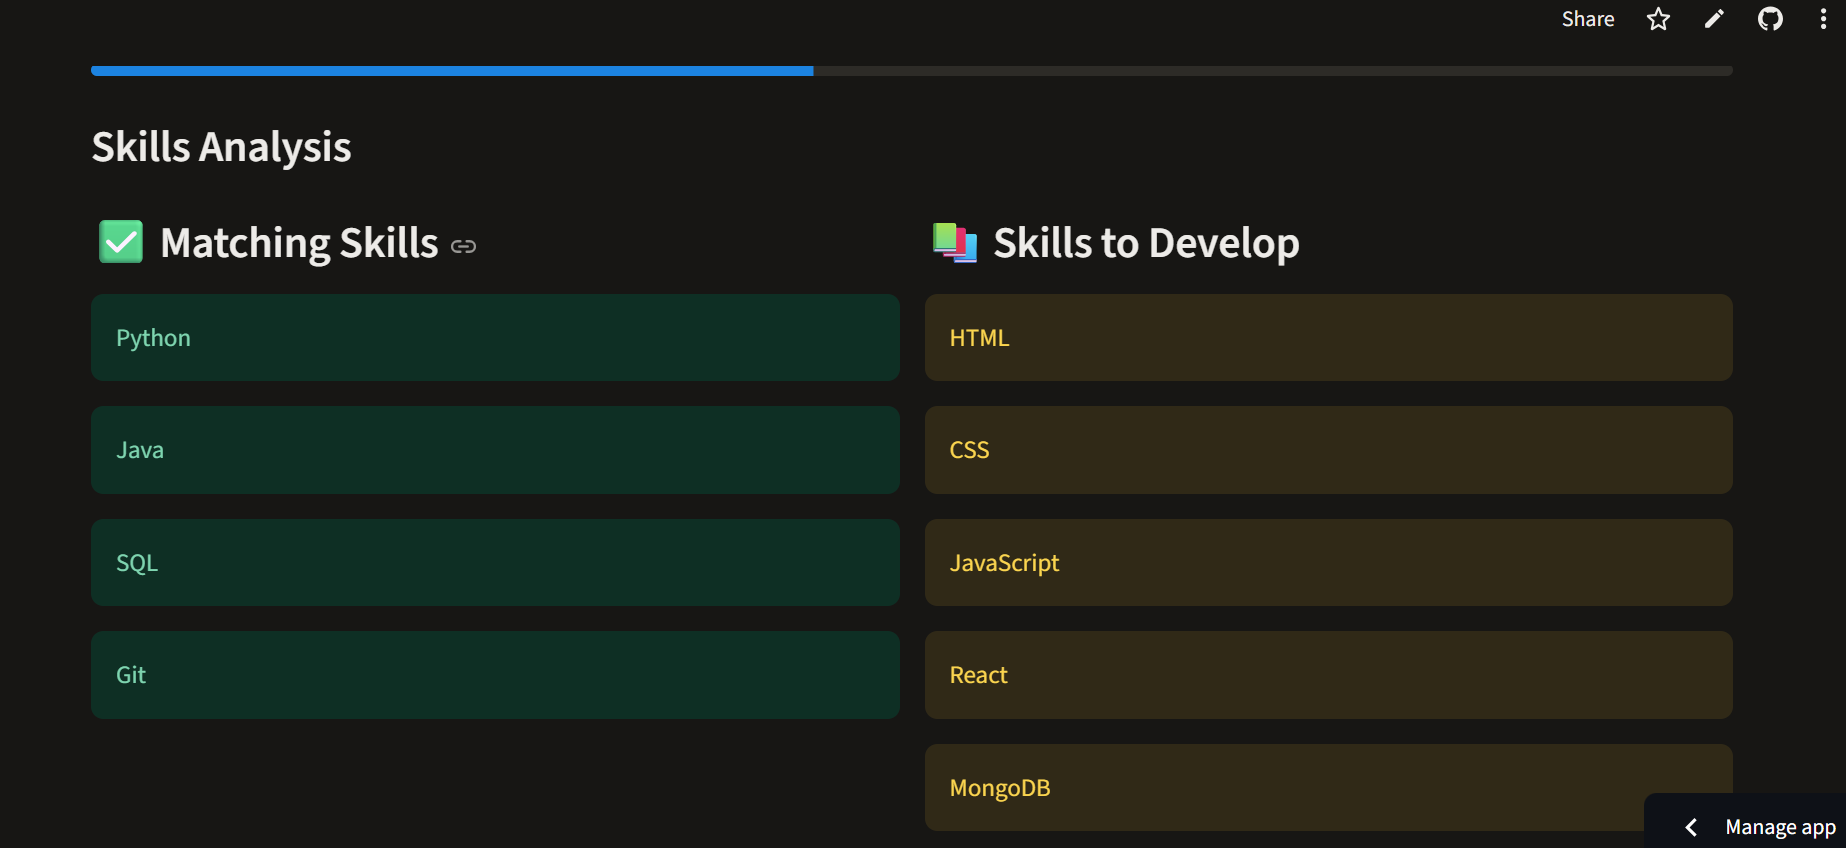 Share
Skills Analysis
Matching Skills
Python
Java
SQL
Git
Skills to Develop
HTML
CSS
JavaScript
React
MongoDB
Manage app